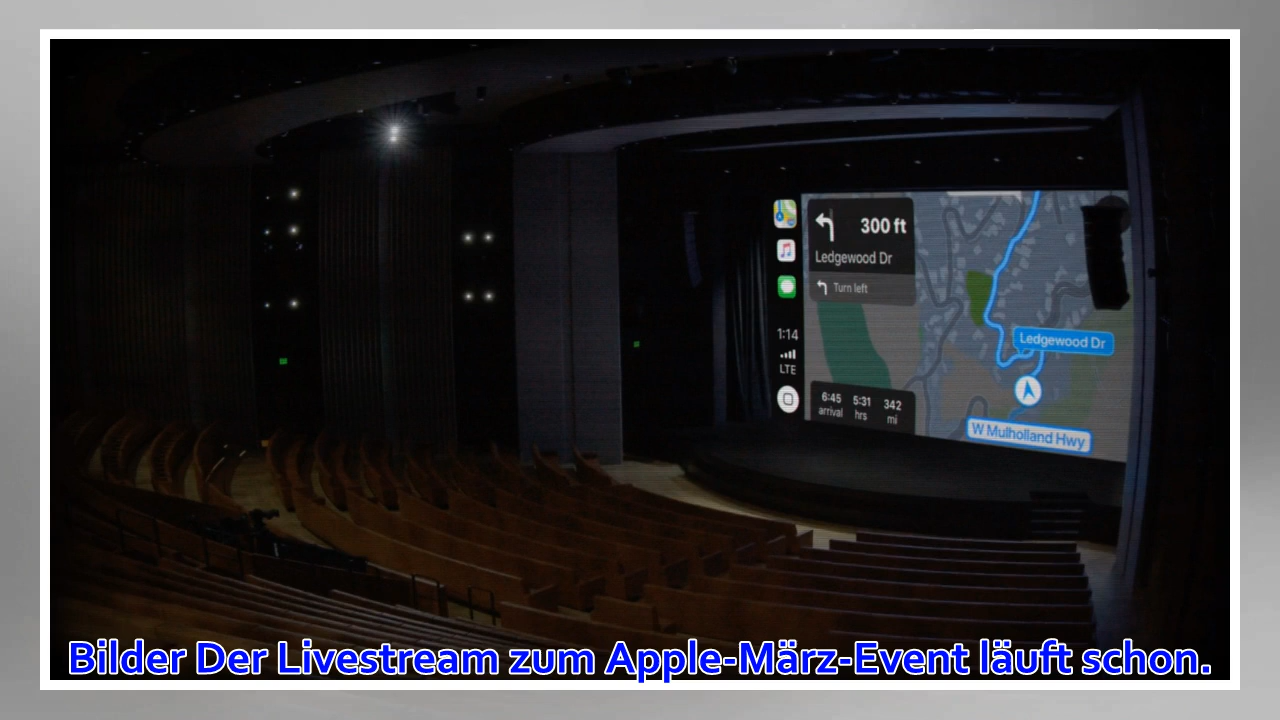 300 ft
Ledgewood Dr
Turn left
1:14
LTE
Ledgewood Dr
6:45 5:31 342
arrival hrs mi
W Mulholland Hwy
Bilder Der Livestream zum Apple-März-Event läuft schon.